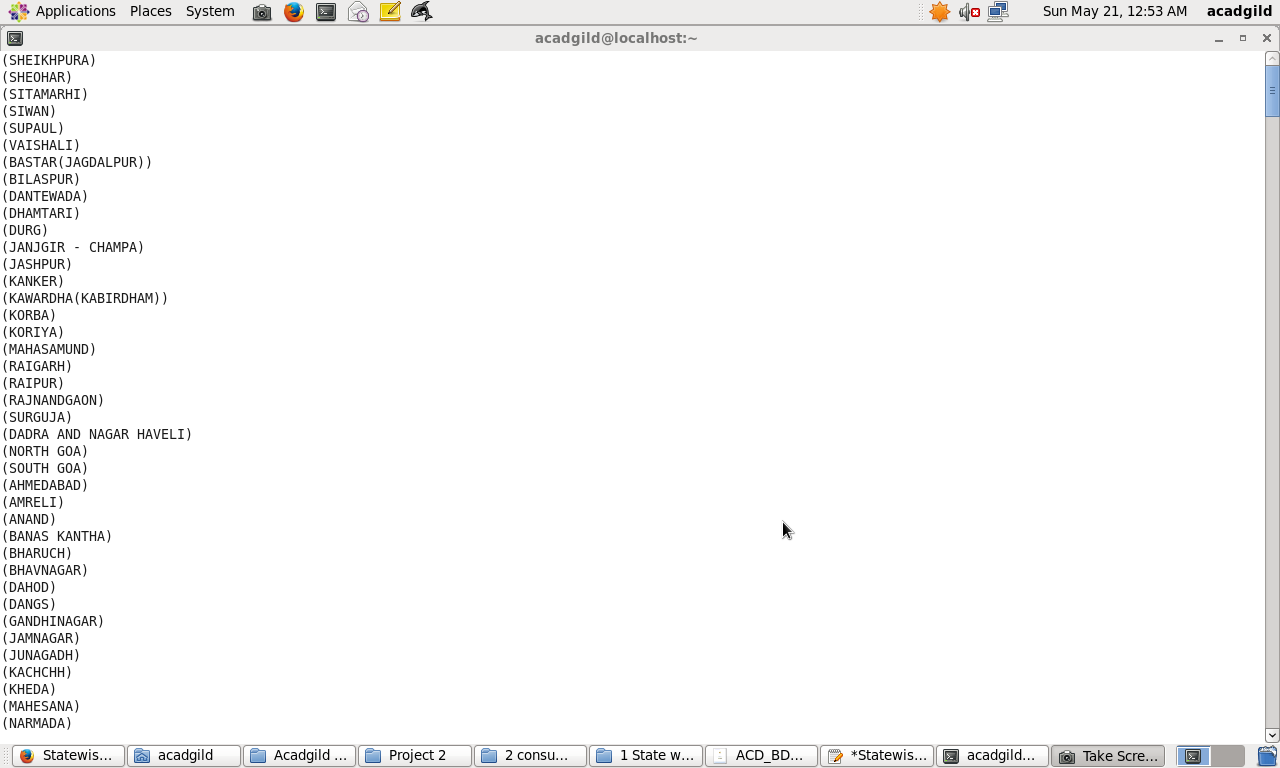 Applications Places System Sun May 21, 12:53 AM acadgild
acadgild@localhost:~
(SHEIKHPURA)
(SHEOHAR)
(SITAMARHI)
(SIWAN)
(SUPAUL)
(VAISHALI)
(BASTAR(JAGDALPUR))
(BILASPUR)
(DANTEWADA)
(DHAMTARI)
(DURG)
(JANJGIR - CHAMPA)
(JASHPUR)
(KANKER)
(KAWARDHA(KABIRDHAM))
(KORBA)
(KORIYA)
(MAHASAMUND)
(RAIGARH)
(RAIPUR)
(RAJNANDGAON)
(SURGUJA)
(DADRA AND NAGAR HAVELI)
(NORTH GOA)
(SOUTH GOA)
(AHMEDABAD)
(AMRELI)
(ANAND)
(BANAS KANTHA)
(BHARUCH)
(BHAVNAGAR)
(DAHOD)
(DANGS)
(GANDHINAGAR)
(JAMNAGAR)
(JUNAGADH)
(KACHCHH)
(KHEDA)
(MAHESANA)
(NARMADA)
Statewis... acadgild Acadgild ... Project 2 2 consu... 1 State w... ACD_BD... *Statewis... acadgild... Take Scre...